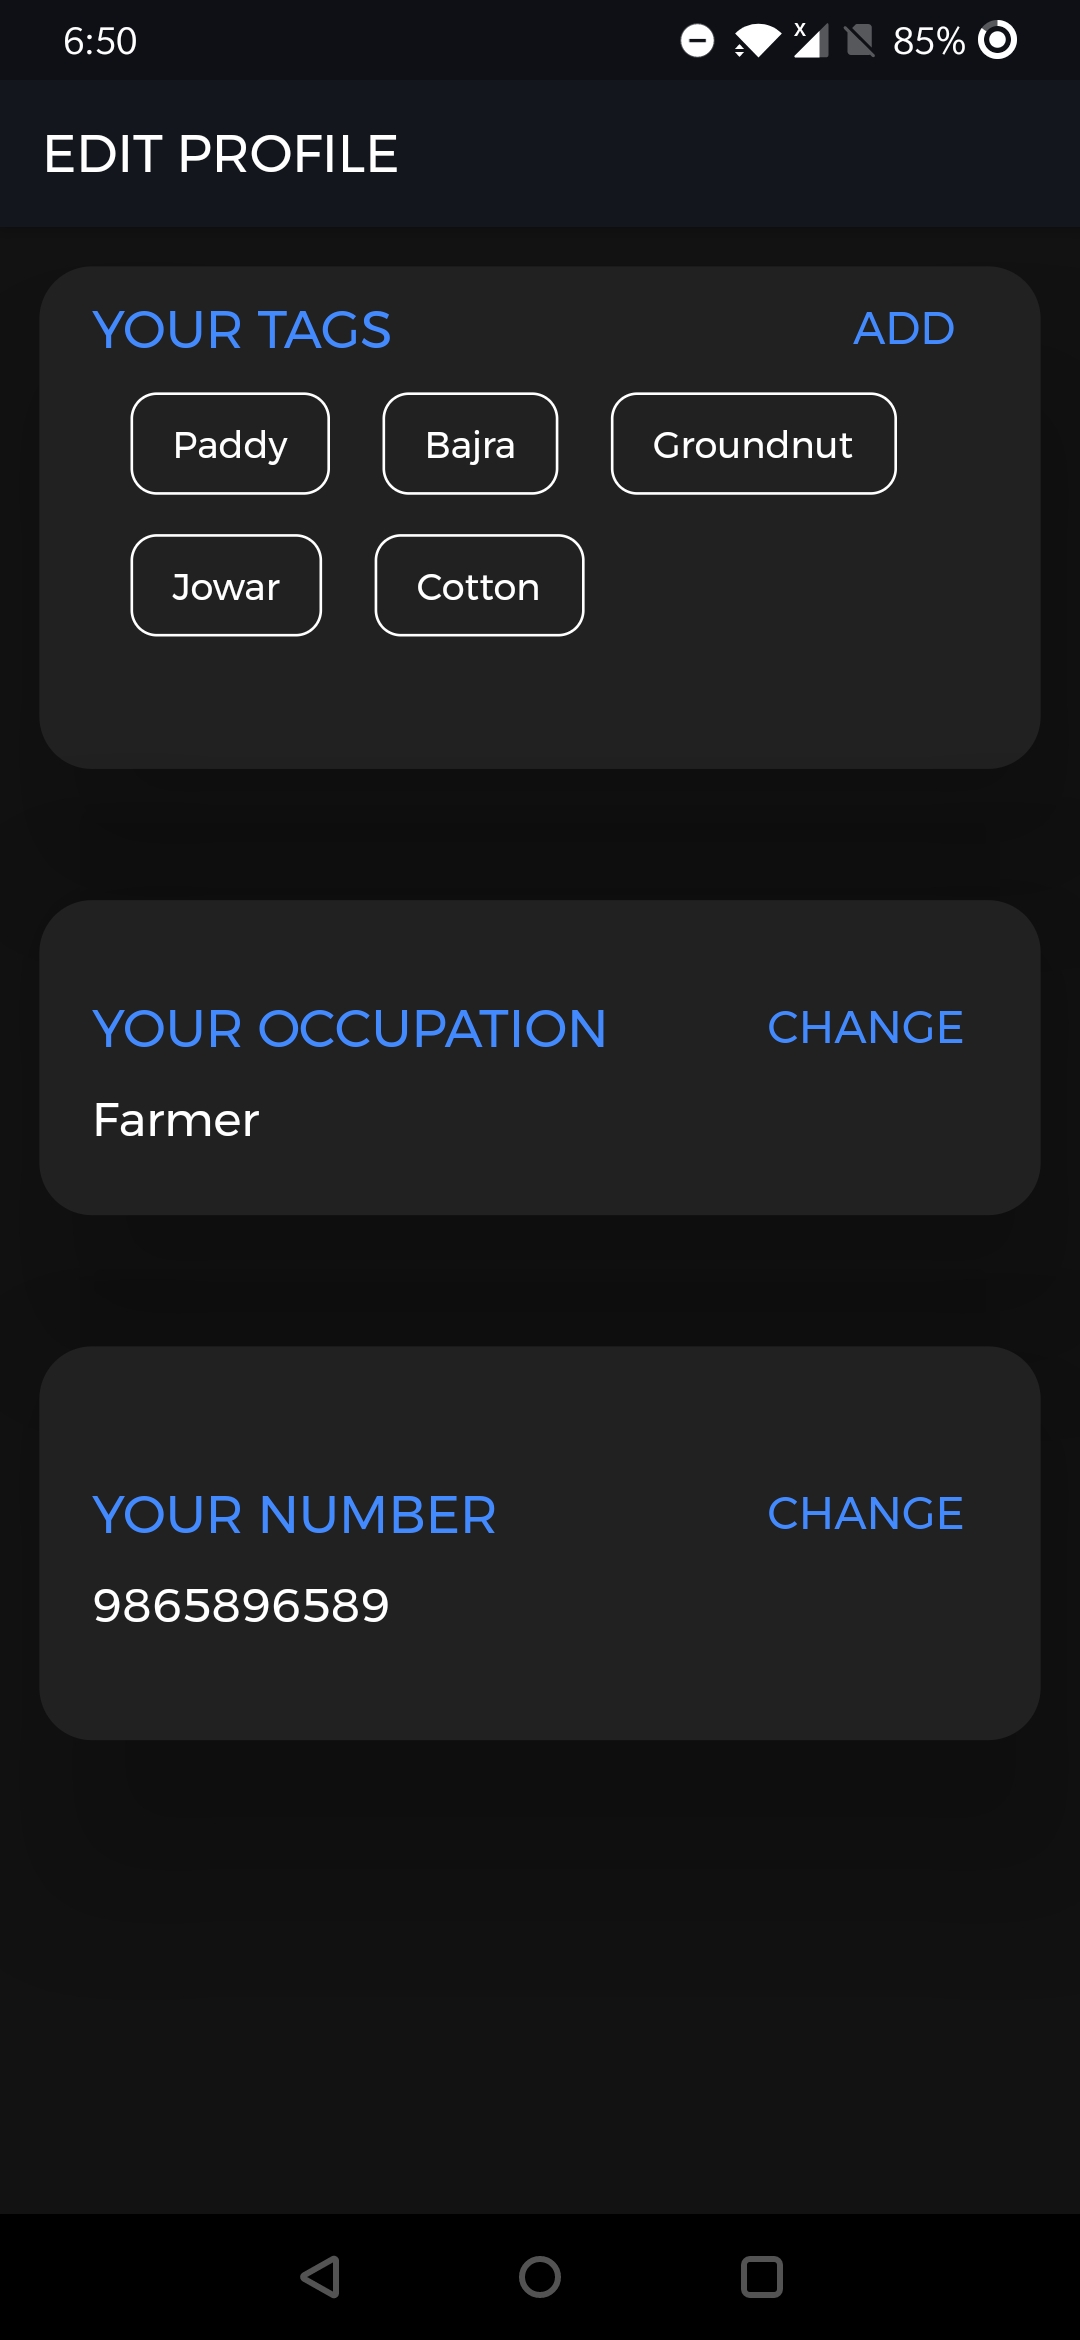 6:50 X 85%
EDIT PROFILE
YOUR TAGS ADD
Paddy Bajra Groundnut
Jowar Cotton
YOUR OCCUPATION CHANGE
Farmer
YOUR NUMBER CHANGE
9865896589